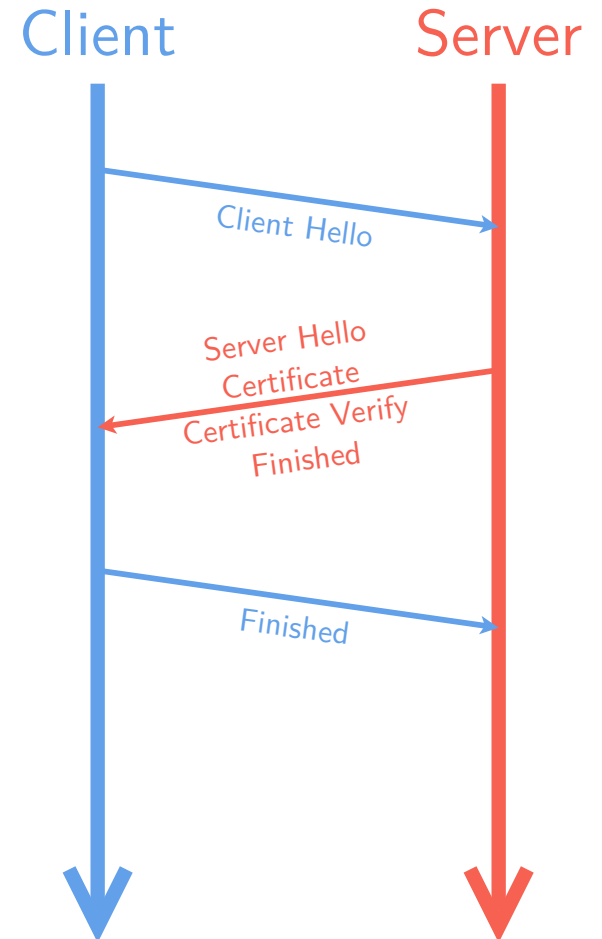 Client
Server
Client Hello
Server Hello
Certificate
Certificate Verify
Finished
Finished